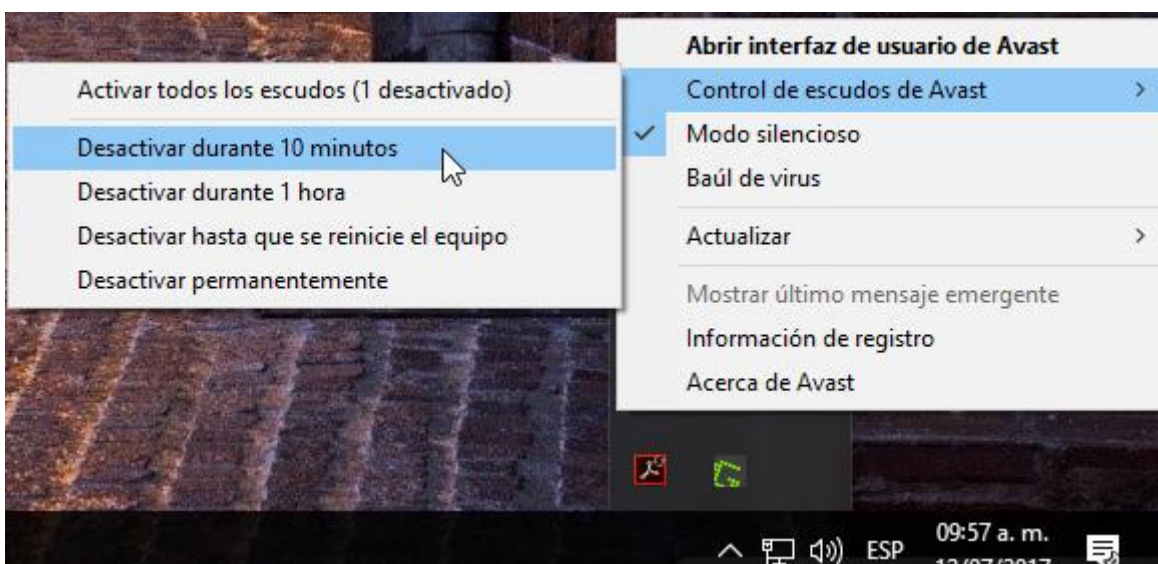 Abrir interfaz de usuario de Avast
Control de escudos de Avast
Modo silencioso
Baúl de virus
Actualizar
Mostrar último mensaje emergente
Información de registro
Acerca de Avast
Activar todos los escudos (1 desactivado)
Desactivar durante 10 minutos
Desactivar durante 1 hora
Desactivar hasta que se reinicie el equipo
Desactivar permanentemente
ESP
09:57 a. m.